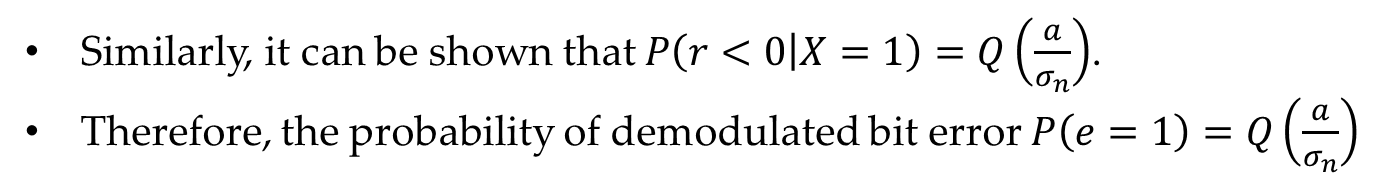 • Similarly, it can be shown that P(r < 0|X = 1) = Q(a/σₙ).
• Therefore, the probability of demodulated bit error P(e = 1) = Q(a/σₙ)